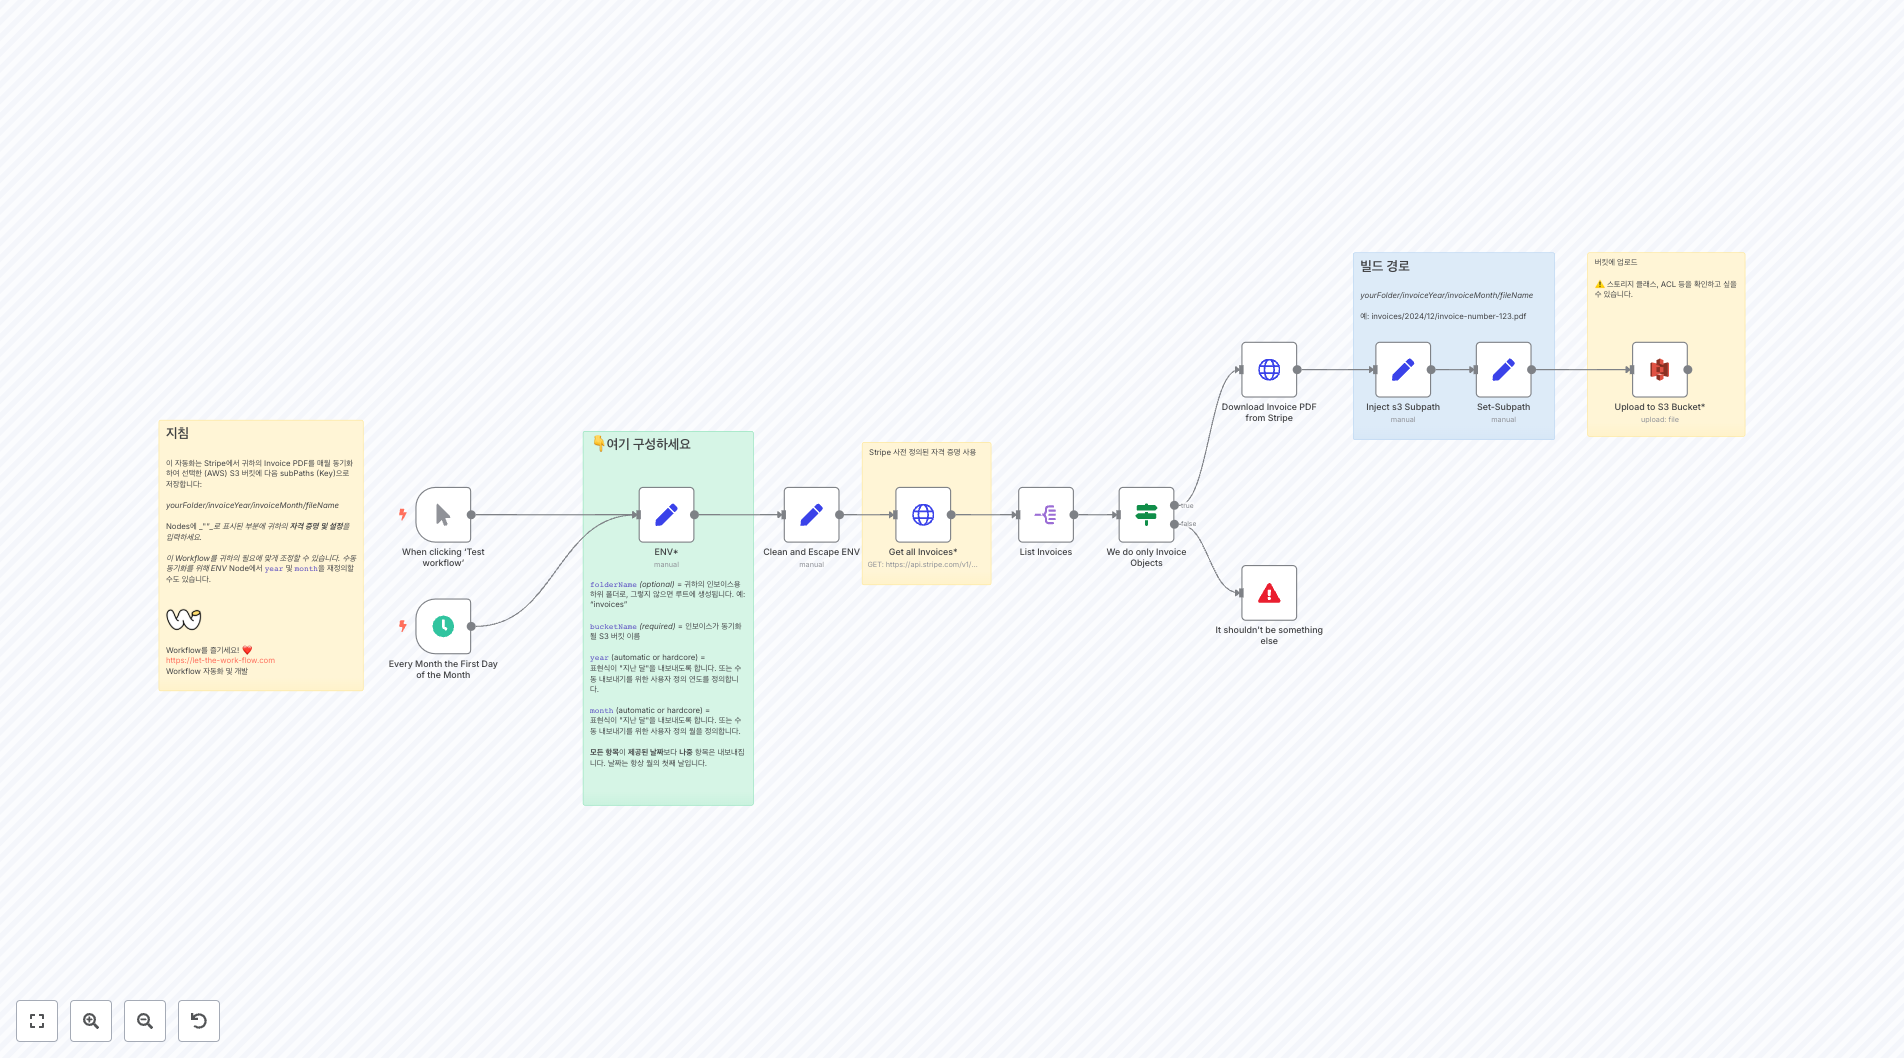 지침
이 자동화는 Stripe에서 귀하의 Invoice PDF를 매월 동기화
하여 선택한 (AWS) S3 버킷에 다음 subPaths (Key)으로
저장합니다:
yourFolder/invoiceYear/invoiceMonth/fileName
Nodes에 _"*"_로 표시된 부분에 귀하의 자격 증명 및 설정을
입력하세요.
이 Workflow를 귀하의 필요에 맞게 조정할 수 있습니다. 수동
동기화를 위해 ENV Node에서 year 및 month을 재정의할
수도 있습니다.
Workflow를 즐기세요! ❤️
https://let-the-work-flow.com
Workflow 자동화 및 개발
When clicking ‘Test
workflow’
Every Month the First Day
of the Month
👇여기 구성하세요
ENV*
manual
folderName (optional) = 귀하의 인보이스용
하위 폴더로, 그렇지 않으면 루트에 생성됩니다. 예:
"invoices"
bucketName (required) = 인보이스가 동기화
될 S3 버킷 이름
year (automatic or hardcore) =
표현식이 "지난 달"을 내보내도록 합니다. 또는 수
동 내보내기를 위한 사용자 정의 연도를 정의합니
다.
month (automatic or hardcore) =
표현식이 "지난 달"을 내보내도록 합니다. 또는 수
동 내보내기를 위한 사용자 정의 월을 정의합니다.
모든 항목이 제공된 날짜보다 나중 항목은 내보내집
니다. 날짜는 항상 월의 첫째 날입니다.
Clean and Escape ENV
manual
Stripe 사전 정의된 자격 증명 사용
Get all Invoices*
GET: https://api.stripe.com/v1/...
List Invoices
We do only Invoice
Objects
true
false
Download Invoice PDF
from Stripe
It shouldn't be something
else
빌드 경로
yourFolder/invoiceYear/invoiceMonth/fileName
예: invoices/2024/12/invoice-number-123.pdf
Inject s3 Subpath
manual
Set-Subpath
manual
버킷에 업로드
⚠️ 스토리지 클래스, ACL 등을 확인하고 싶을
수 있습니다.
Upload to S3 Bucket*
upload: file